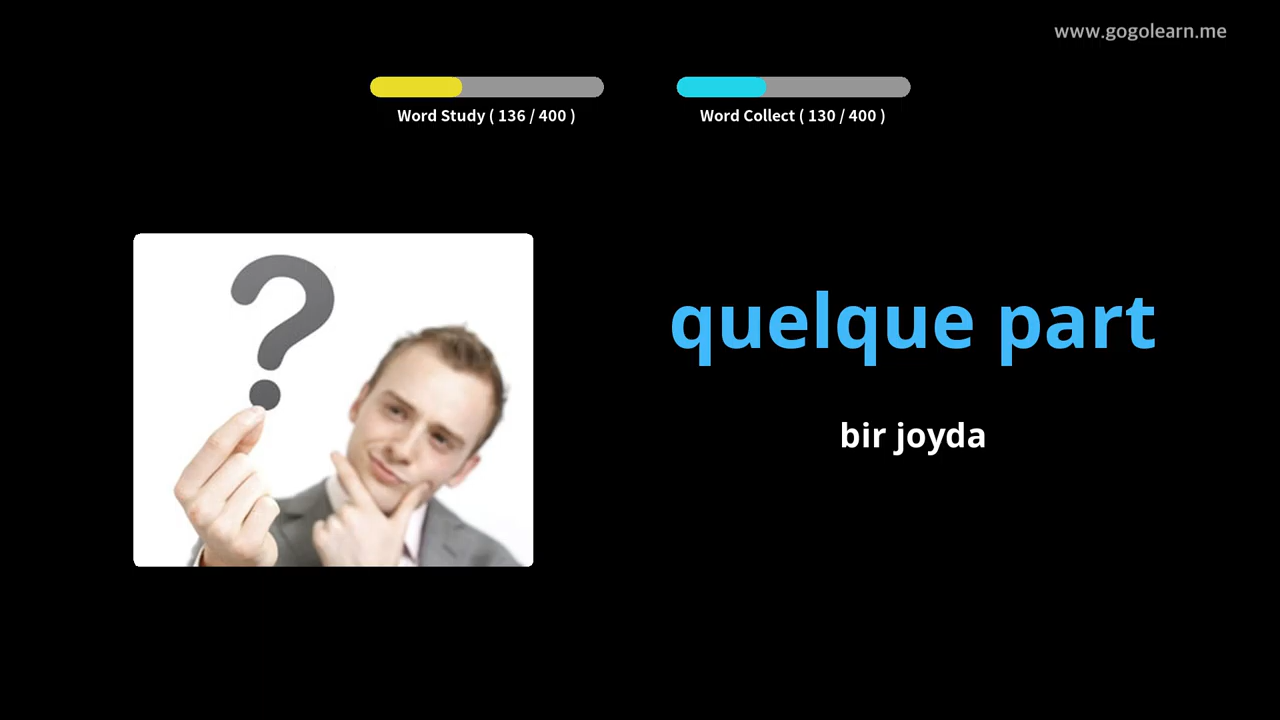 www.gogolearn.me
Word Study ( 136 / 400 )
Word Collect ( 130 / 400 )
quelque part
bir joyda